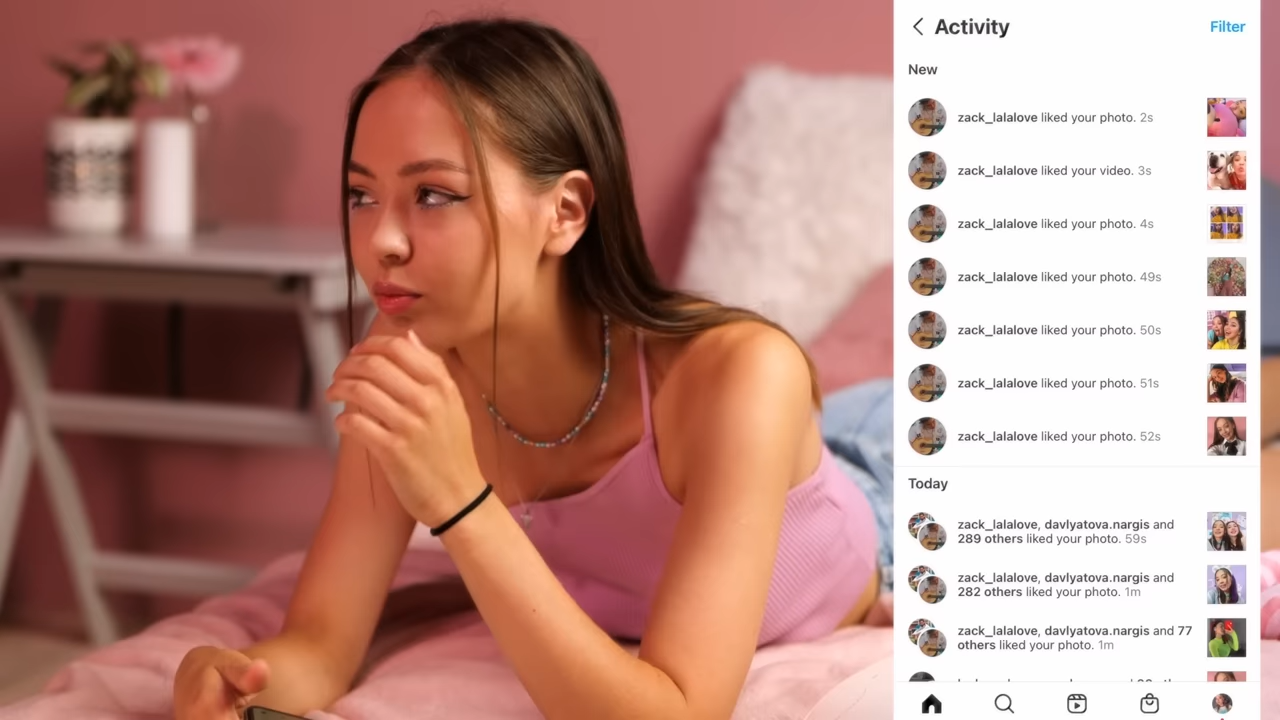 Activity
Filter
New
zack_lalalove liked your photo. 2s
zack_lalalove liked your video. 3s
zack_lalalove liked your photo. 4s
zack_lalalove liked your photo. 49s
zack_lalalove liked your photo. 50s
zack_lalalove liked your photo. 51s
zack_lalalove liked your photo. 52s
Today
zack_lalalove, davlyatova.nargis and
289 others liked your photo. 59s
zack_lalalove, davlyatova.nargis and
282 others liked your photo. 1m
zack_lalalove, davlyatova.nargis and 77
others liked your photo. 1m